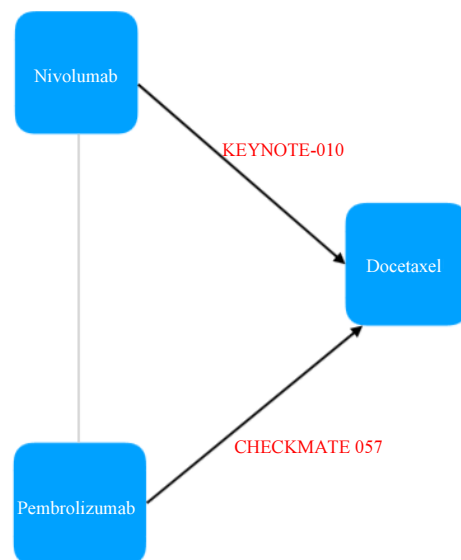 Nivolumab
KEYNOTE-010
Docetaxel
CHECKMATE 057
Pembrolizumab